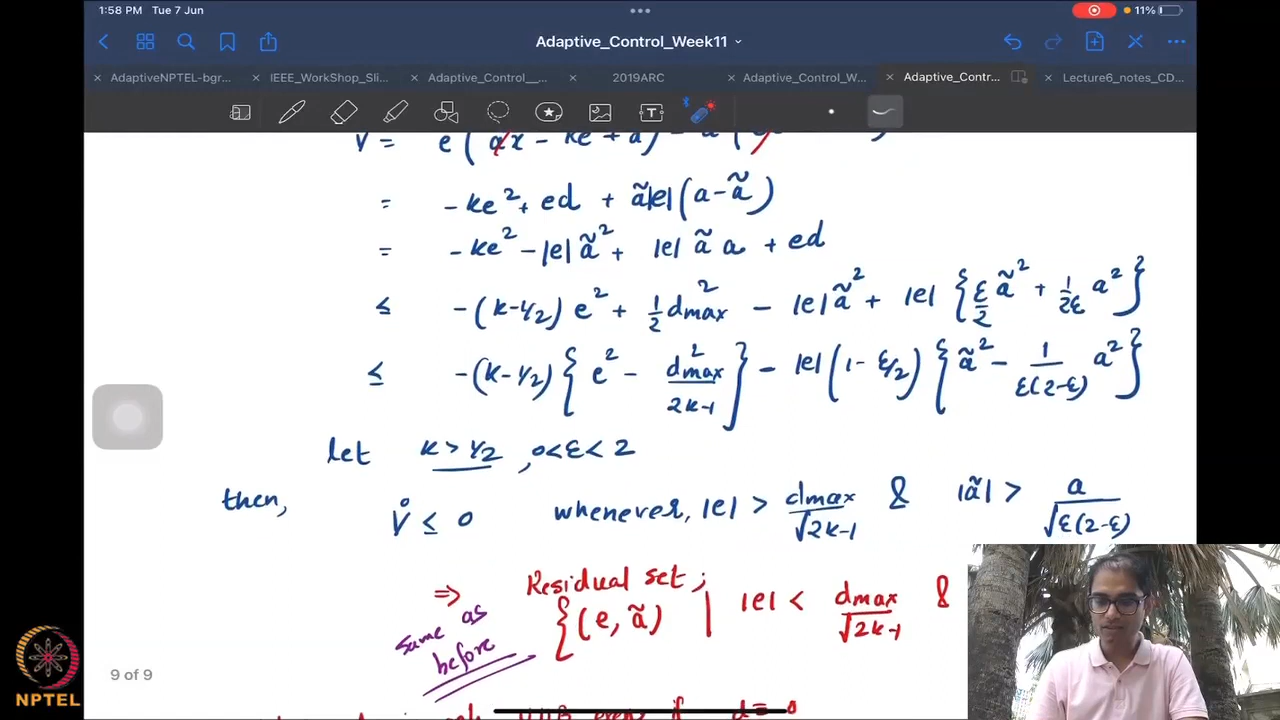 1:58 PM Tue 7 Jun
11%
Adaptive_Control_Week11
AdaptiveNPTEL-bgr...
IEEE_WorkShop_Sli...
Adaptive_Control__...
2019ARC
Adaptive_Control_W...
Adaptive_Contr...
Lecture6_notes_CD...
= -ke² + ed + ã|e|(a-ã)
= -ke² - |e|ã² + |e| ã a + ed
≤ -(k-1/2) e² + 1/2 dmax² - |e|ã² + |e| {ε/2 ã² + 1/2ε a²}
≤ -(k-1/2) {e² - dmax²/2k-1} - |e|(1-ε/2) {ã² - 1/ε(2-ε) a²}
let k > 1/2, 0<ε<2
then, V̇ ≤ 0 whenever, |e| > dmax/√2k-1 & |ã| > a/√ε(2-ε)
⇒ Residual set;
{(e, ã) | |e| < dmax/√2k-1 &
same as
before
9 of 9
NPTEL